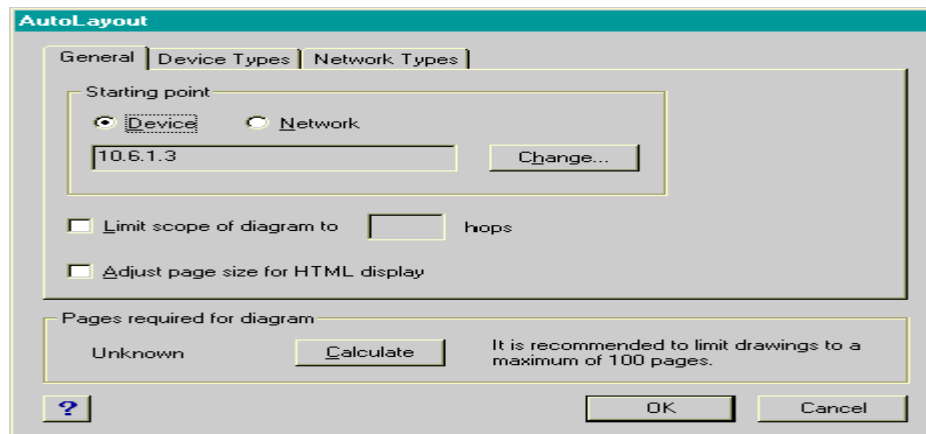 AutoLayout
General Device Types Network Types
Starting point
Device Network
10.6.1.3 Change...
Limit scope of diagram to hops
Adjust page size for HTML display
Pages required for diagram
Unknown Calculate It is recommended to limit drawings to a
maximum of 100 pages.
? OK Cancel